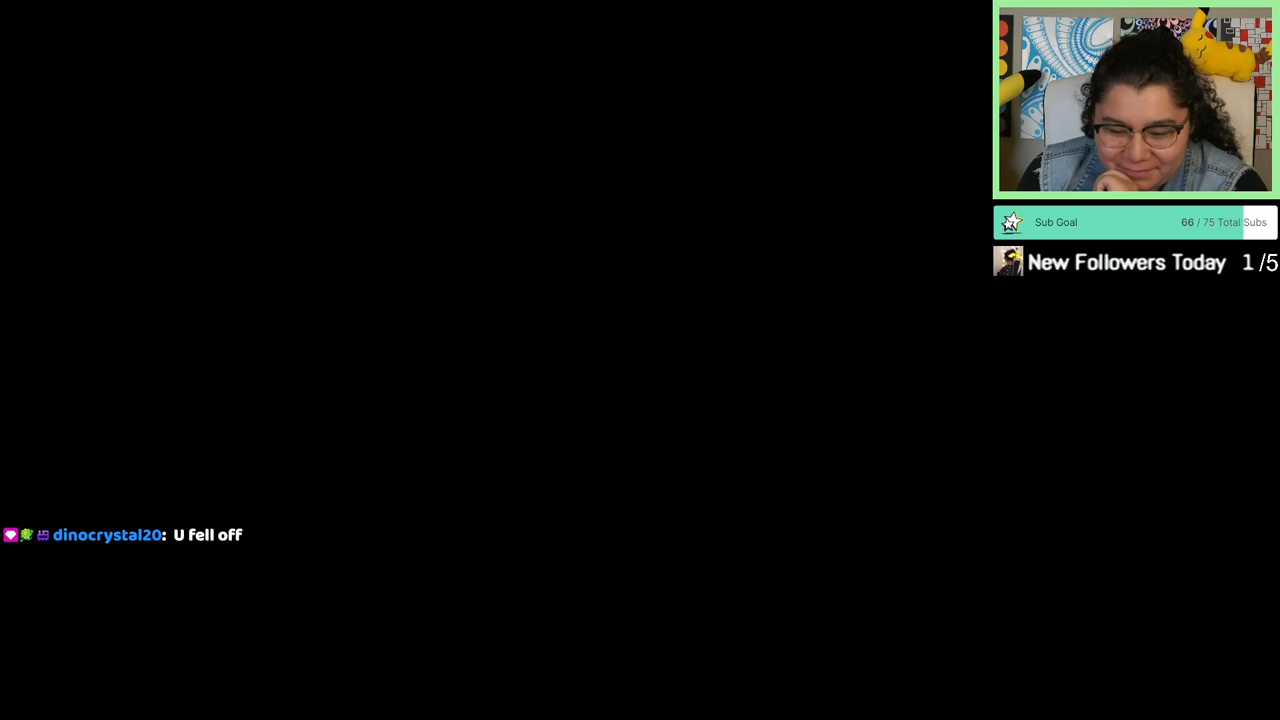 Sub Goal 66 / 75 Total Subs
New Followers Today 1 /5
dinocrystal20: U fell off